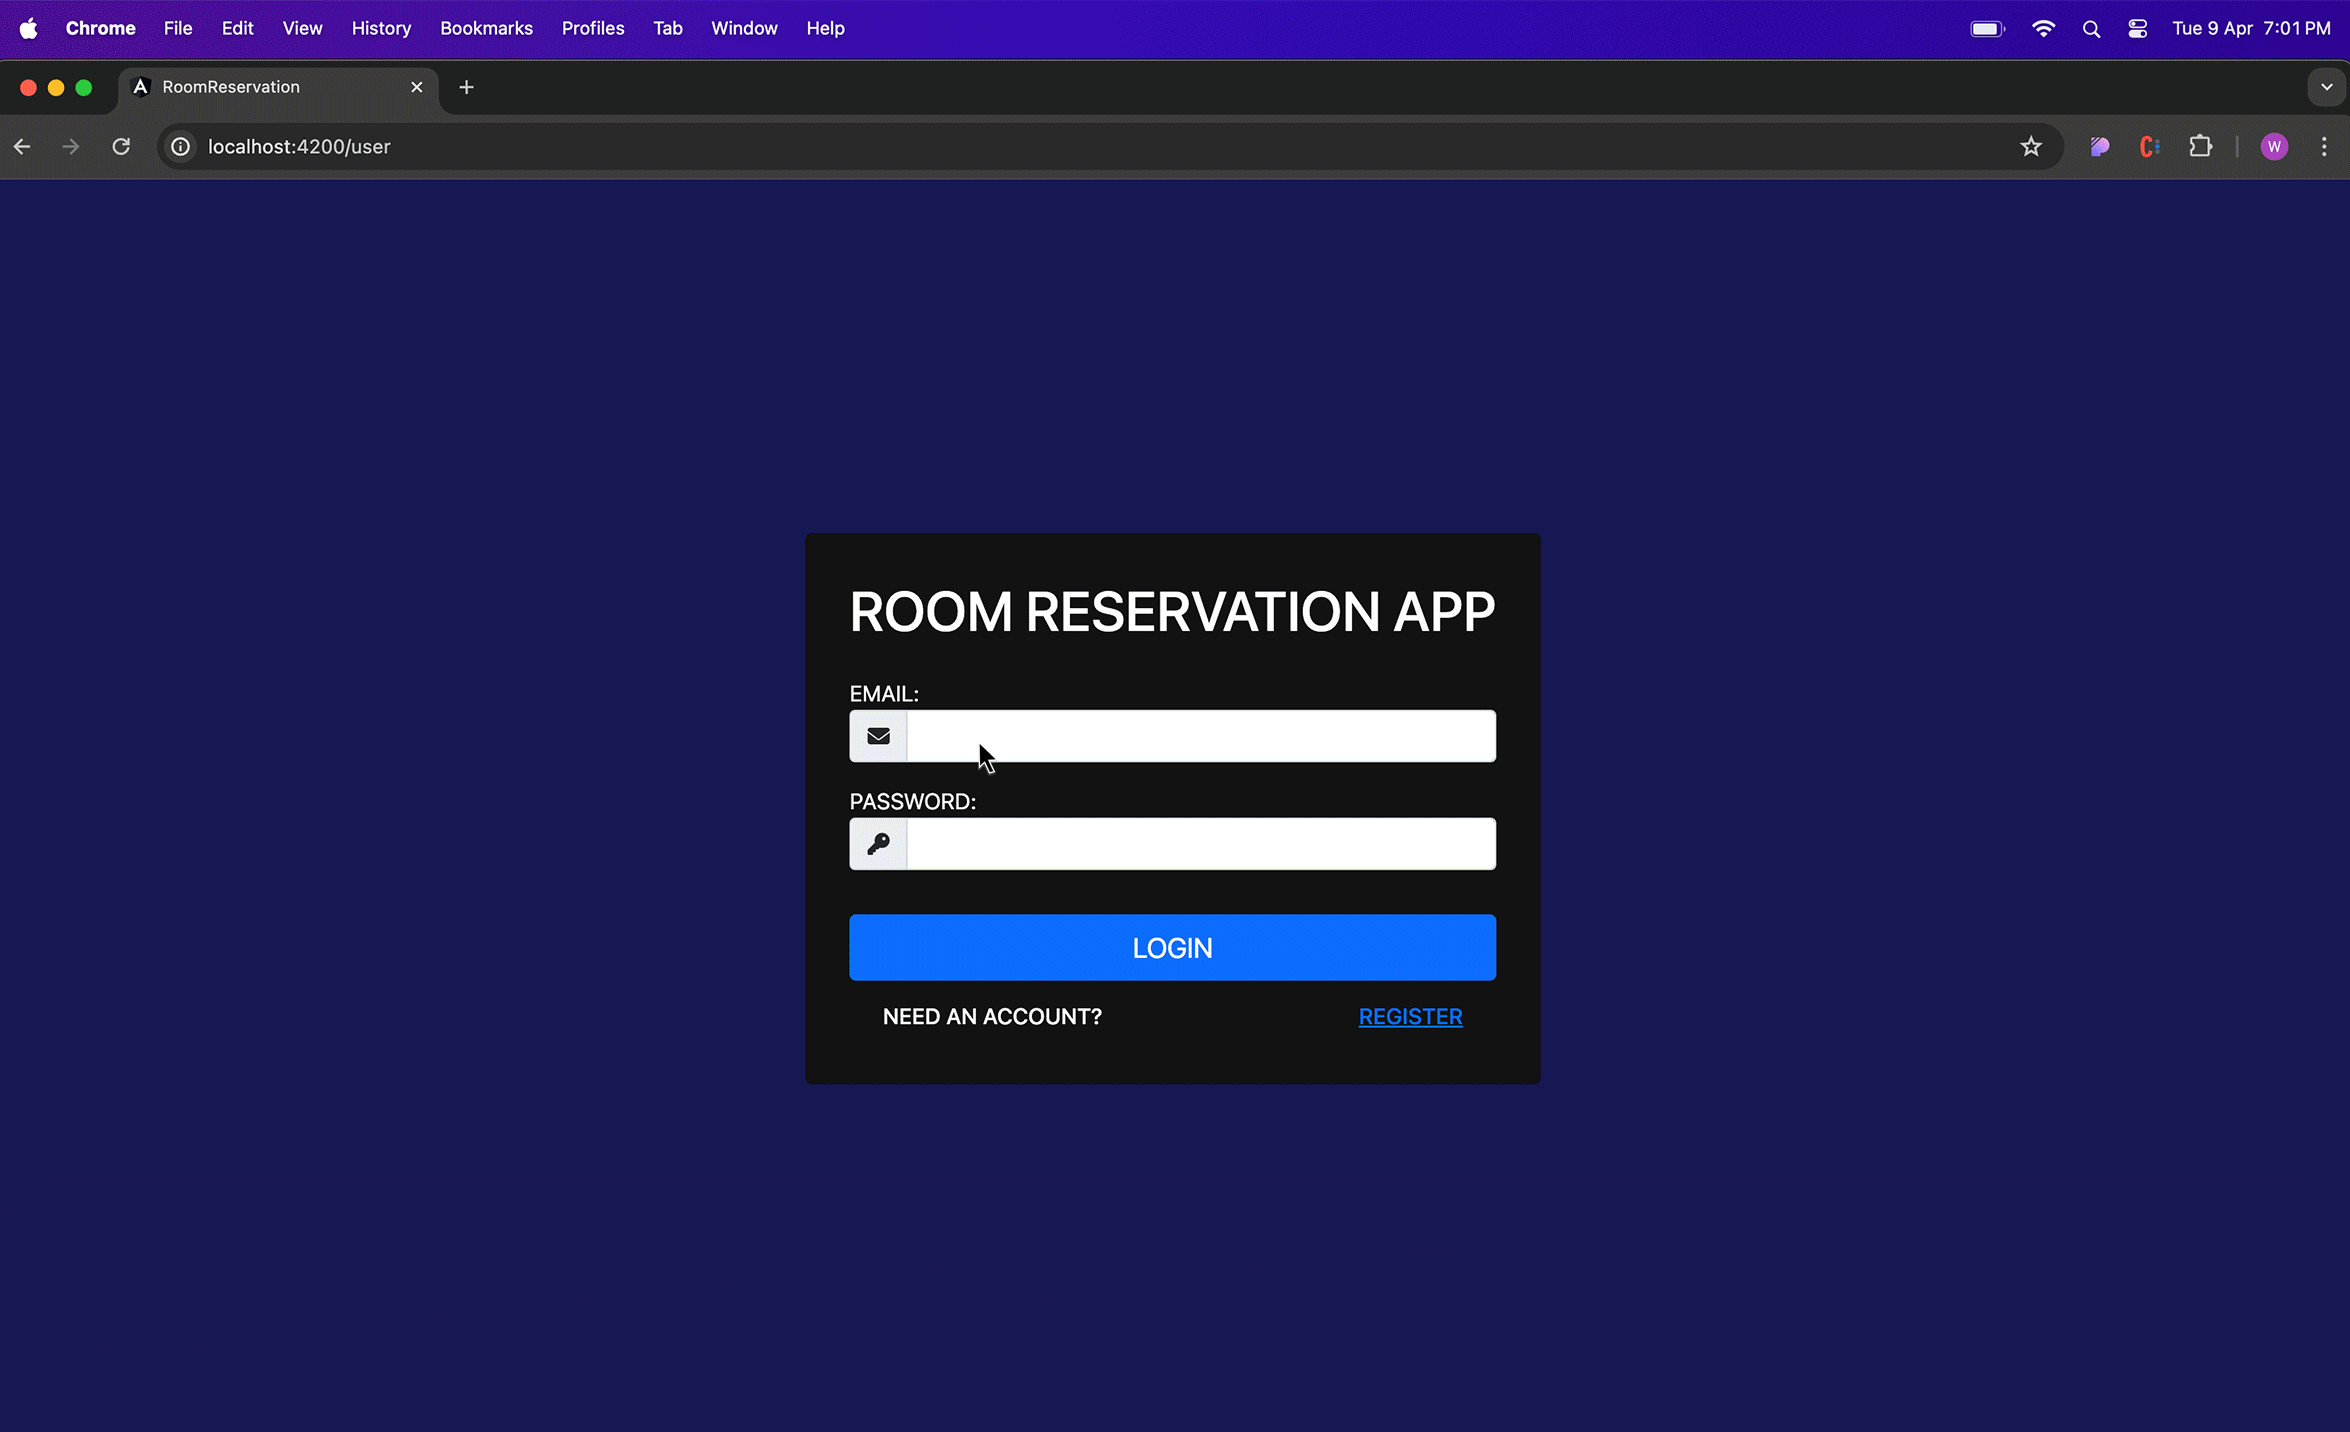 Chrome File Edit View History Bookmarks Profiles Tab Window Help Tue 9 Apr 7:01 PM
RoomReservation
localhost:4200/user
W
ROOM RESERVATION APP
EMAIL:
PASSWORD:
LOGIN
NEED AN ACCOUNT? REGISTER